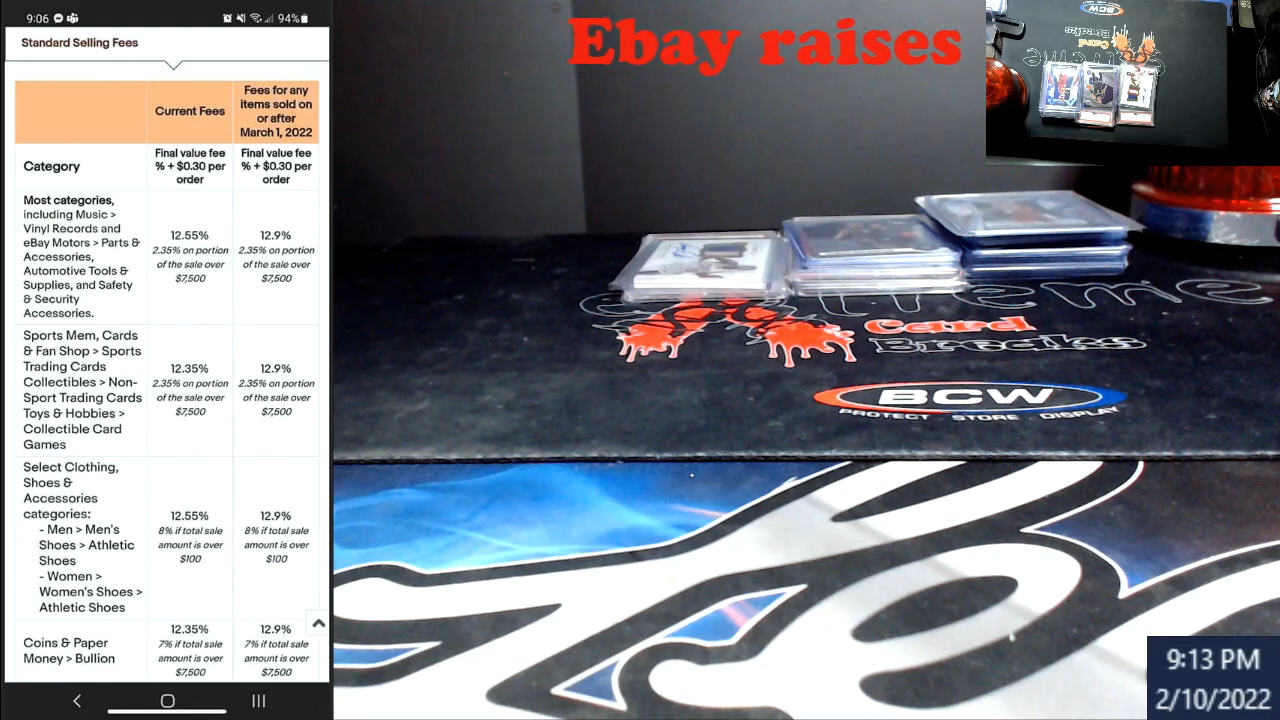 9:06
94%
Standard Selling Fees
Current Fees
Fees for any
items sold on
or after
March 1, 2022
Category
Final value fee
% + $0.30 per
order
Final value fee
% + $0.30 per
order
Most categories,
including Music >
Vinyl Records and
eBay Motors > Parts &
Accessories,
Automotive Tools &
Supplies, and Safety
& Security
Accessories.
12.55%
2.35% on portion
of the sale over
$7,500
12.9%
2.35% on portion
of the sale over
$7,500
Sports Mem, Cards
& Fan Shop > Sports
Trading Cards
Collectibles > Non-
Sport Trading Cards
Toys & Hobbies >
Collectible Card
Games
12.35%
2.35% on portion
of the sale over
$7,500
12.9%
2.35% on portion
of the sale over
$7,500
Select Clothing,
Shoes &
Accessories
categories:
- Men > Men's
Shoes > Athletic
Shoes
- Women >
Women's Shoes >
Athletic Shoes
12.55%
8% if total sale
amount is over
$100
12.9%
8% if total sale
amount is over
$100
Coins & Paper
Money > Bullion
12.35%
7% if total sale
amount is over
$7,500
12.9%
7% if total sale
amount is over
$7,500
Ebay raises
Card
Breaks
BCW
PROTECT STORE DISPLAY
9:13 PM
2/10/2022